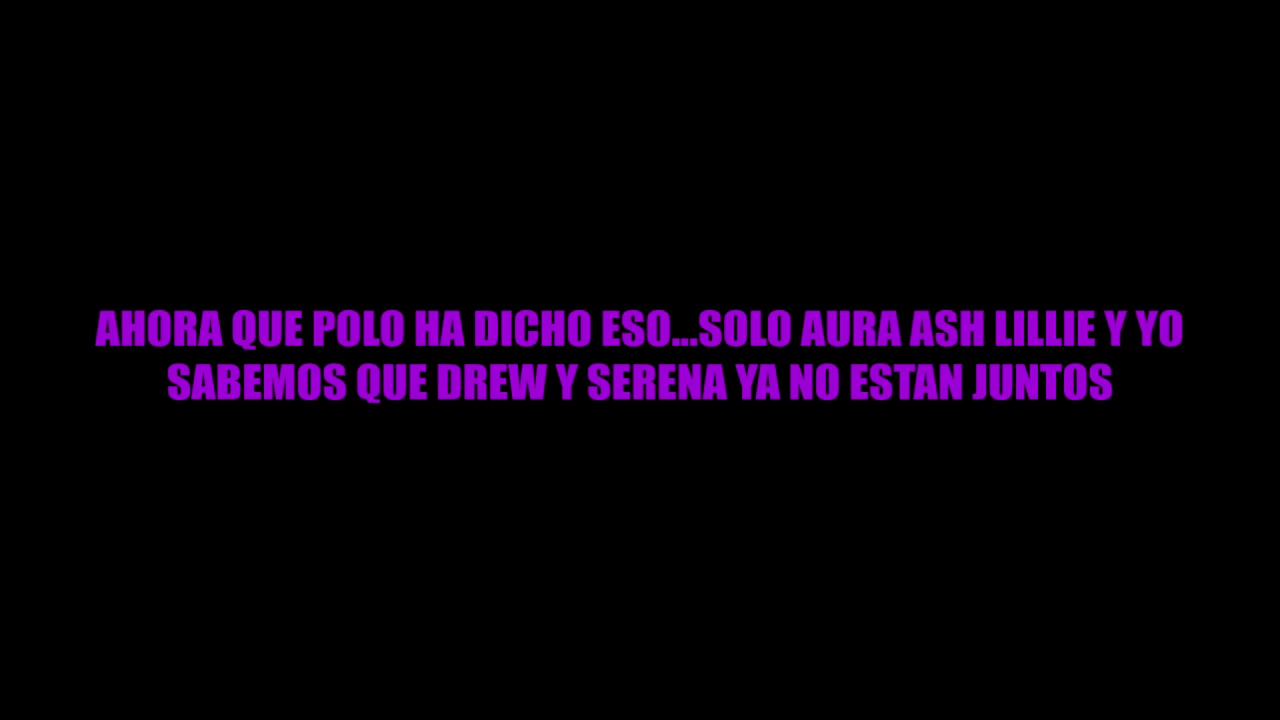 AHORA QUE POLO HA DICHO ESO...SOLO AURA ASH LILLIE Y YO
SABEMOS QUE DREW Y SERENA YA NO ESTAN JUNTOS